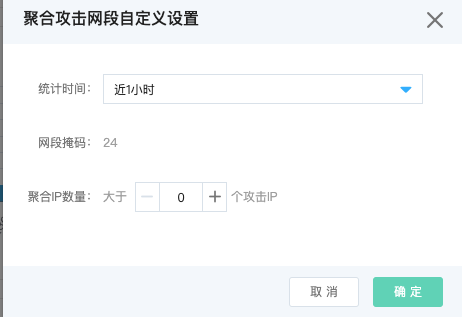 聚合攻击网段自定义设置
统计时间： 近1小时
网段掩码： 24
聚合IP数量： 大于 0 个攻击IP
取 消 确 定